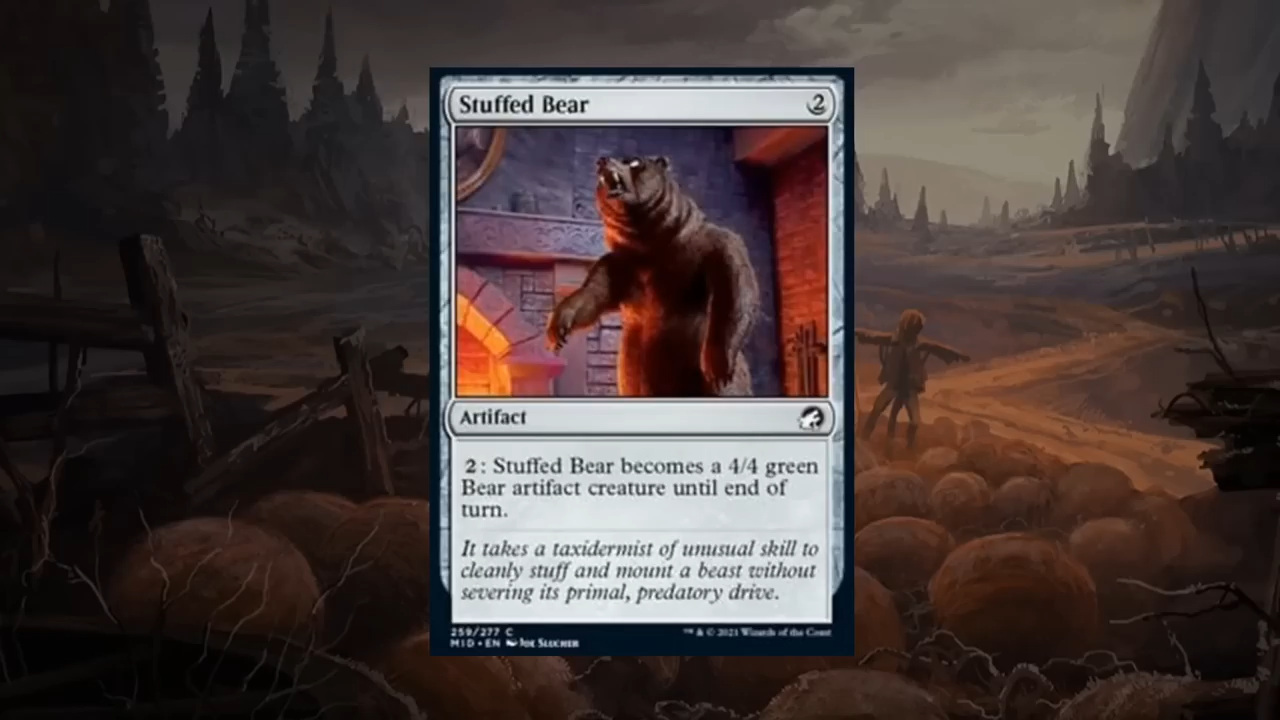 Stuffed Bear 2
Artifact
2: Stuffed Bear becomes a 4/4 green
Bear artifact creature until end of
turn.
It takes a taxidermist of unusual skill to
cleanly stuff and mount a beast without
severing its primal, predatory drive.
259/277 C ™ & © 2021 Wizards of the Coast
MID • EN Joe Slucher